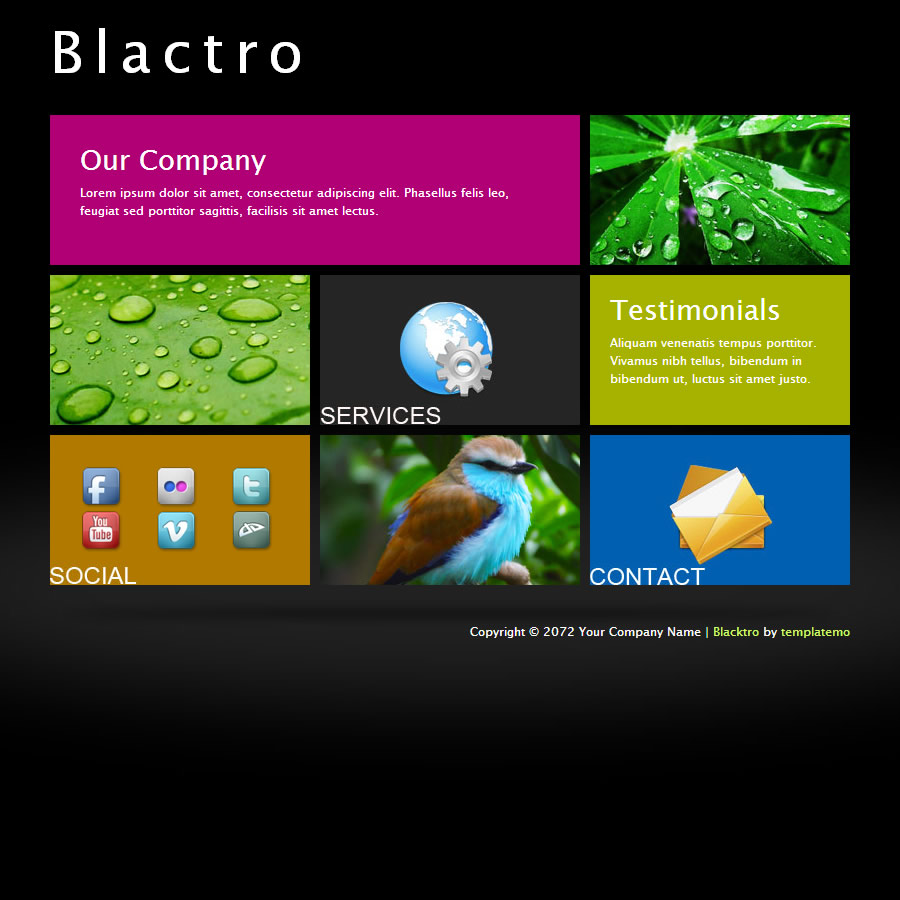 Blactro
Our Company
Lorem ipsum dolor sit amet, consectetur adipiscing elit. Phasellus felis leo,
feugiat sed porttitor sagittis, facilisis sit amet lectus.
SERVICES
Testimonials
Aliquam venenatis tempus porttitor.
Vivamus nibh tellus, bibendum in
bibendum ut, luctus sit amet justo.
f
t
You
Tube
v
SOCIAL
CONTACT
Copyright © 2072 Your Company Name | Blacktro by templatemo